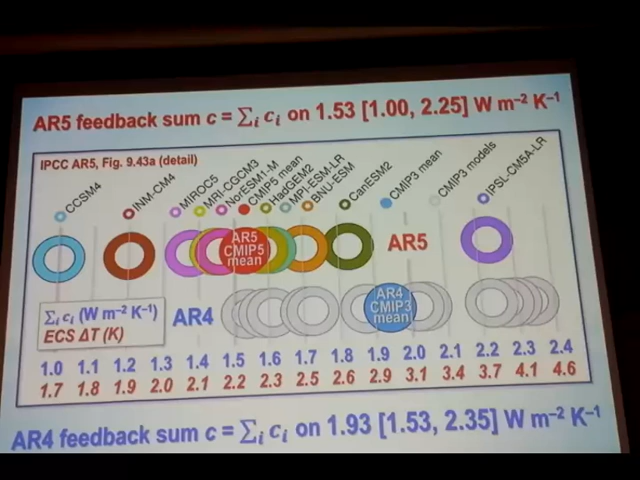 AR5 feedback sum c = Σᵢ cᵢ on 1.53 [1.00, 2.25] W m⁻² K⁻¹
IPCC AR5, Fig. 9.43a (detail)
CCSM4
INM-CM4
MIROC5
MRI-CGCM3
NorESM1-M
CMIP5 mean
HadGEM2
MPI-ESM-LR
BNU-ESM
CanESM2
CMIP3 mean
CMIP3 models
IPSL-CM5A-LR
AR5
CMIP5
mean
AR5
Σᵢ cᵢ (W m⁻² K⁻¹)
ECS ΔT (K)
AR4
AR4
CMIP3
mean
1.0 1.1 1.2 1.3 1.4 1.5 1.6 1.7 1.8 1.9 2.0 2.1 2.2 2.3 2.4
1.7 1.8 1.9 2.0 2.1 2.2 2.3 2.5 2.6 2.9 3.1 3.4 3.7 4.1 4.6
AR4 feedback sum c = Σᵢ cᵢ on 1.93 [1.53, 2.35] W m⁻² K⁻¹